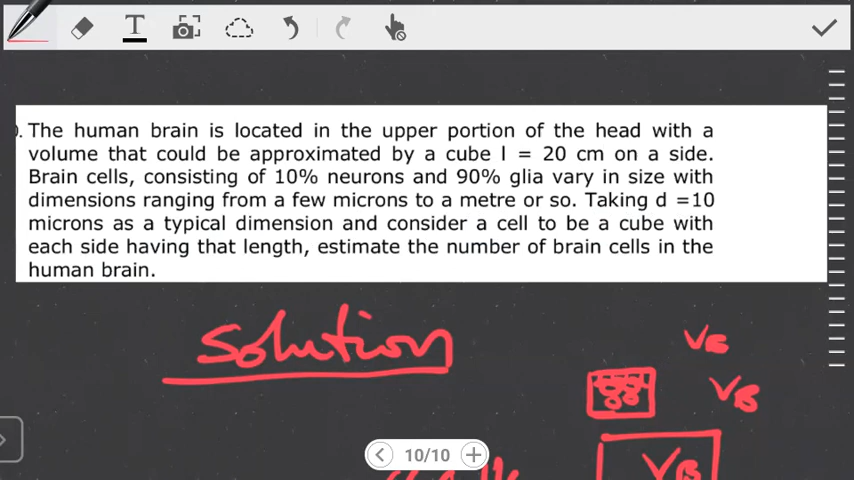 T
. The human brain is located in the upper portion of the head with a
volume that could be approximated by a cube l = 20 cm on a side.
Brain cells, consisting of 10% neurons and 90% glia vary in size with
dimensions ranging from a few microns to a metre or so. Taking d =10
microns as a typical dimension and consider a cell to be a cube with
each side having that length, estimate the number of brain cells in the
human brain.
Solution
VB
VB
VB
10/10